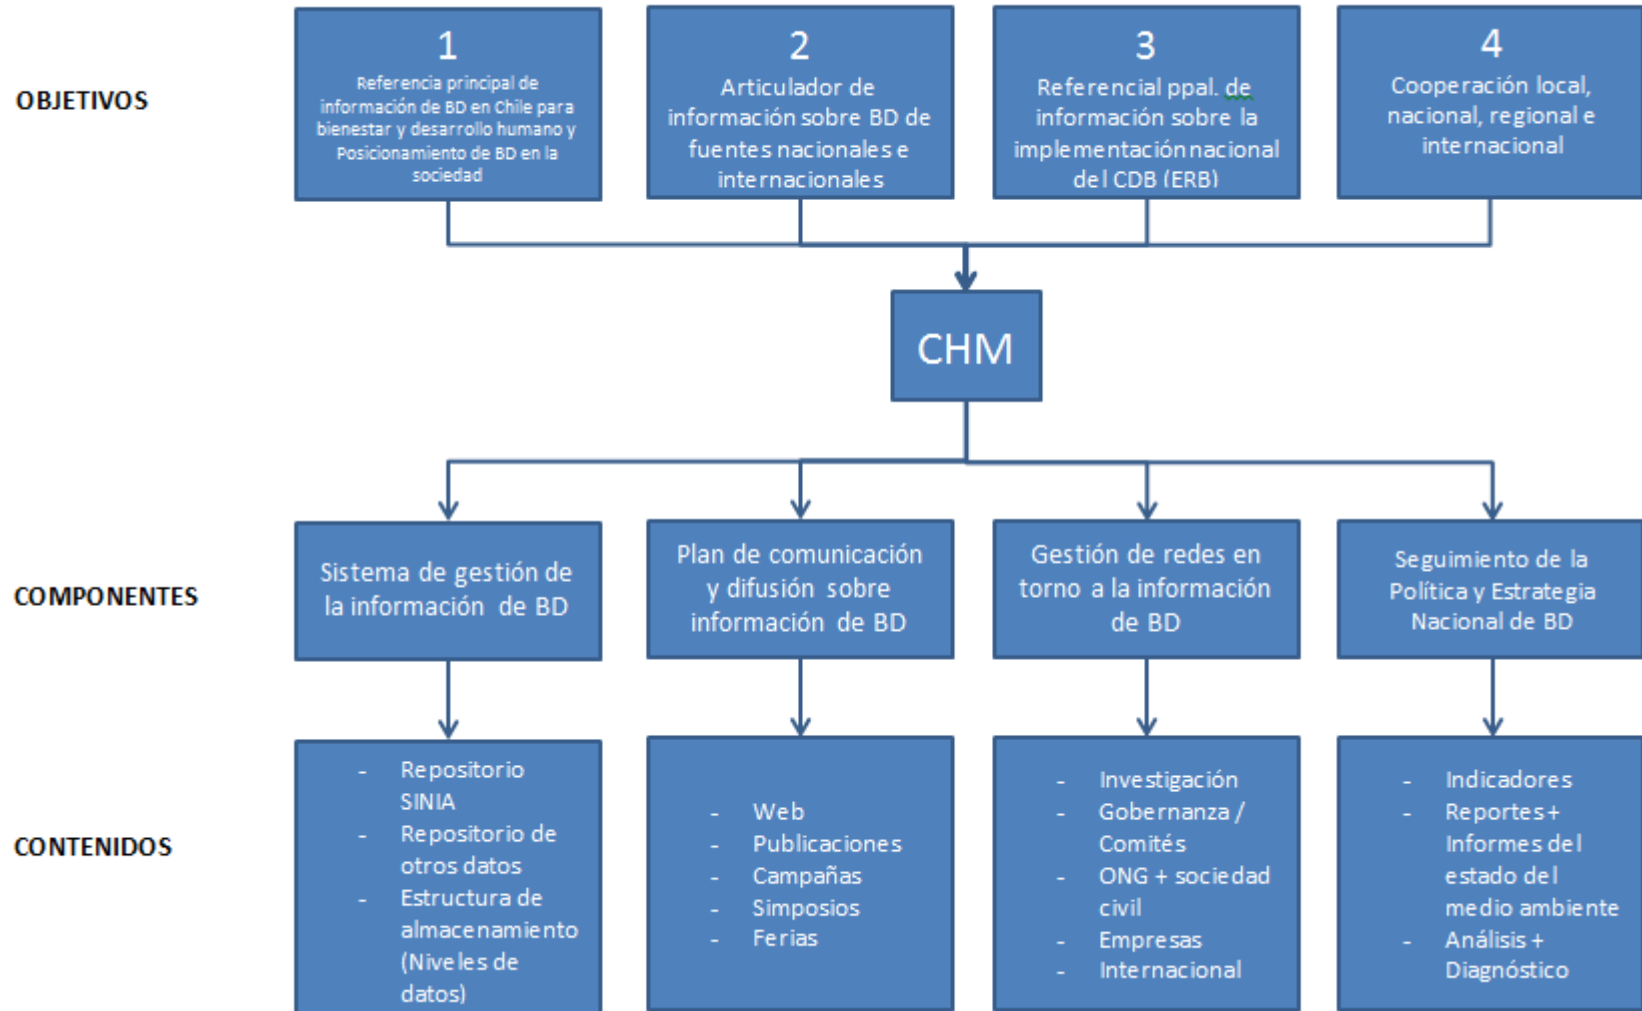 OBJETIVOS
1
Referencia principal de
información de BD en Chile para
bienestar y desarrollo humano y
Posicionamiento de BD en la
sociedad
2
Articulador de
información sobre BD de
fuentes nacionales e
internacionales
3
Referencial ppal. de
información sobre la
implementación nacional
del CDB (ERB)
4
Cooperación local,
nacional, regional e
internacional
CHM
COMPONENTES
Sistema de gestión de
la información de BD
Plan de comunicación
y difusión sobre
información de BD
Gestión de redes en
torno a la información
de BD
Seguimiento de la
Política y Estrategia
Nacional de BD
CONTENIDOS
- Repositorio
SINIA
- Repositorio de
otros datos
- Estructura de
almacenamiento
(Niveles de
datos)
- Web
- Publicaciones
- Campañas
- Simposios
- Ferias
- Investigación
- Gobernanza /
Comités
- ONG + sociedad
civil
- Empresas
- Internacional
- Indicadores
- Reportes +
Informes del
estado del
medio ambiente
- Análisis +
Diagnóstico